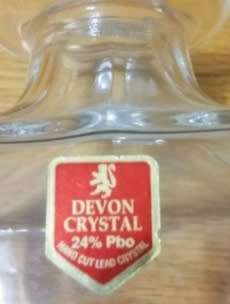 DEVON
CRYSTAL
24% Pbo
HAND CUT LEAD CRYSTAL